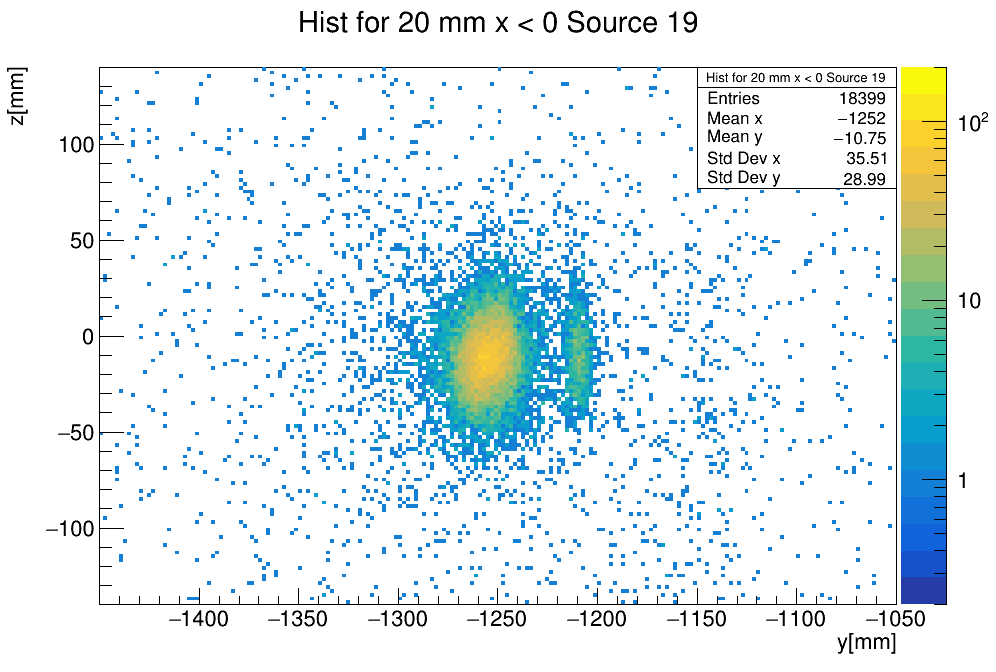 Hist for 20 mm x < 0 Source 19
z[mm]
Hist for 20 mm x < 0 Source 19
Entries 18399
Mean x −1252
Mean y −10.75
Std Dev x 35.51
Std Dev y 28.99
100
50
0
−50
−100
10²
10
1
−1400 −1350 −1300 −1250 −1200 −1150 −1100 −1050
y[mm]